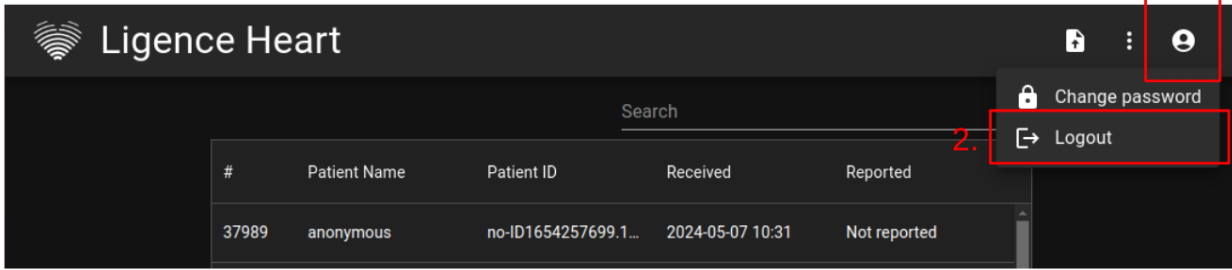 Ligence Heart
Change password
Search
2.
Logout
# Patient Name Patient ID Received Reported
37989 anonymous no-ID1654257699.1... 2024-05-07 10:31 Not reported